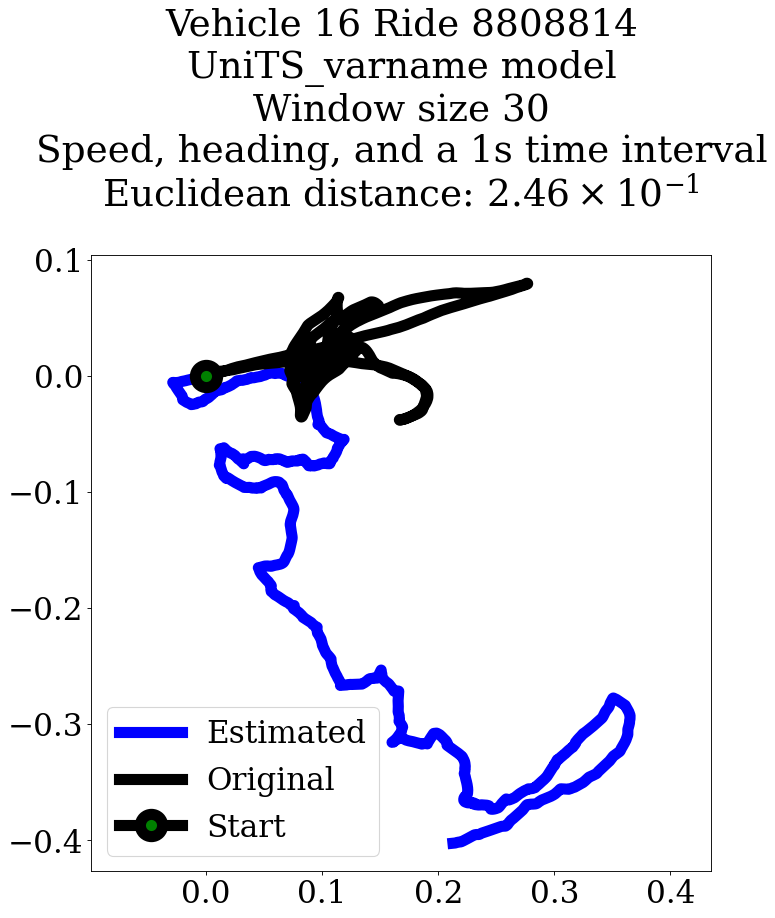 Vehicle 16 Ride 8808814
UniTS_varname model
Window size 30
Speed, heading, and a 1s time interval
Euclidean distance: 2.46 × 10⁻¹
0.1
0.0
−0.1
−0.2
−0.3
−0.4
Estimated
Original
Start
0.0 0.1 0.2 0.3 0.4